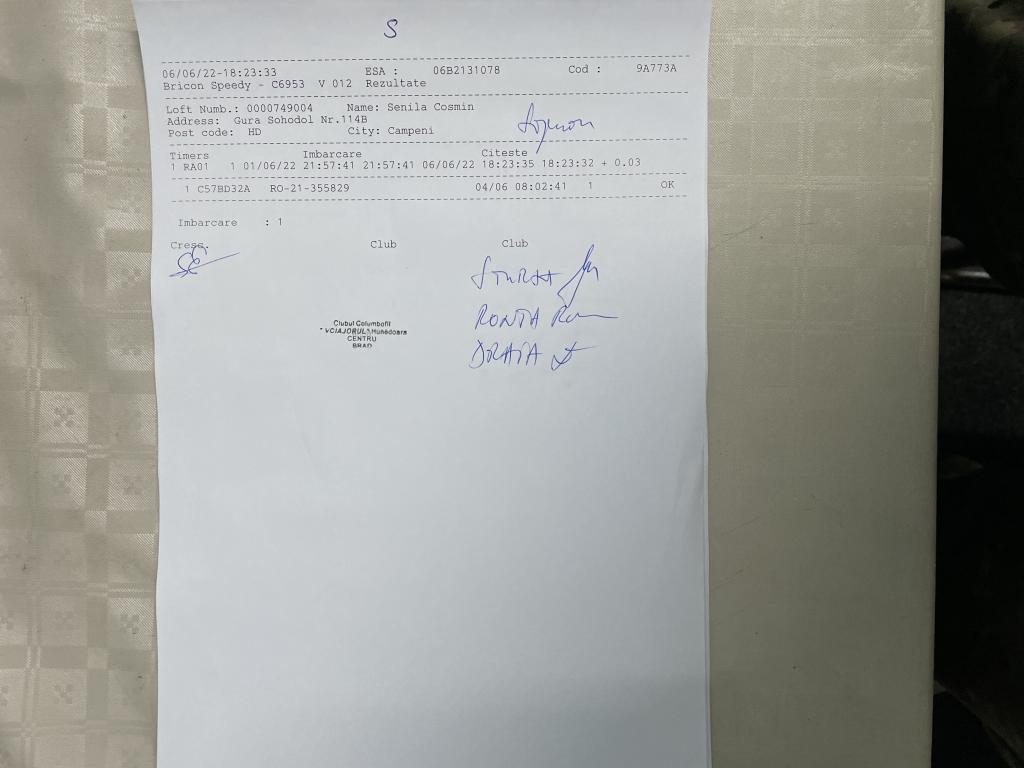 S
06/06/22-18:23:33 ESA : 06B2131078 Cod : 9A773A
Bricon Speedy - C6953 V 012 Rezultate
Loft Numb.: 0000749004 Name: Senila Cosmin
Address: Gura Sohodol Nr.114B
Post code: HD City: Campeni
Timers Imbarcare Citeste
1 RA01 1 01/06/22 21:57:41 21:57:41 06/06/22 18:23:35 18:23:32 + 0.03
1 C57BD32A RO-21-355829 04/06 08:02:41 1 OK
Imbarcare : 1
Cresc. Club Club
Clubul Columbofil
"VCIAJORUL" Hunedoara
CENTRU
BRAD